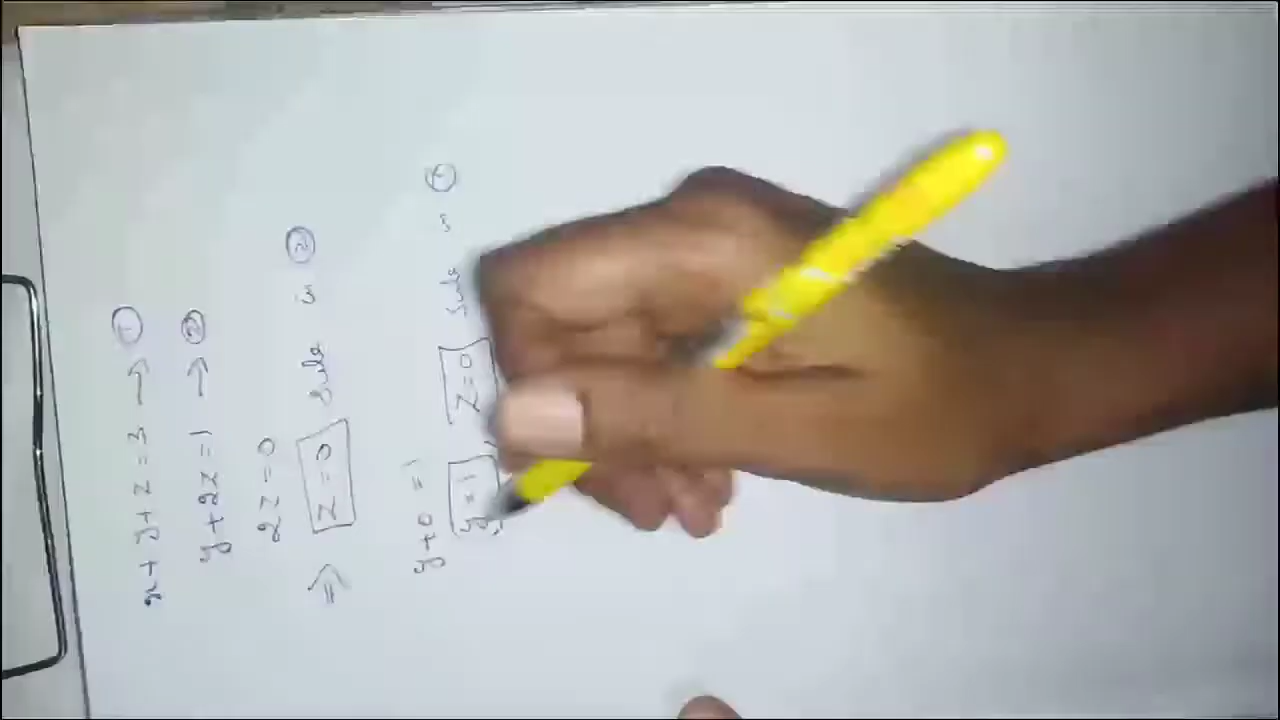 x + y + z = 3 → ①
y + 2z = 1 → ②
2z = 0
⇒ z = 0 sub in ②
y + 0 = 1
y = 1, z = 0 sub in ①